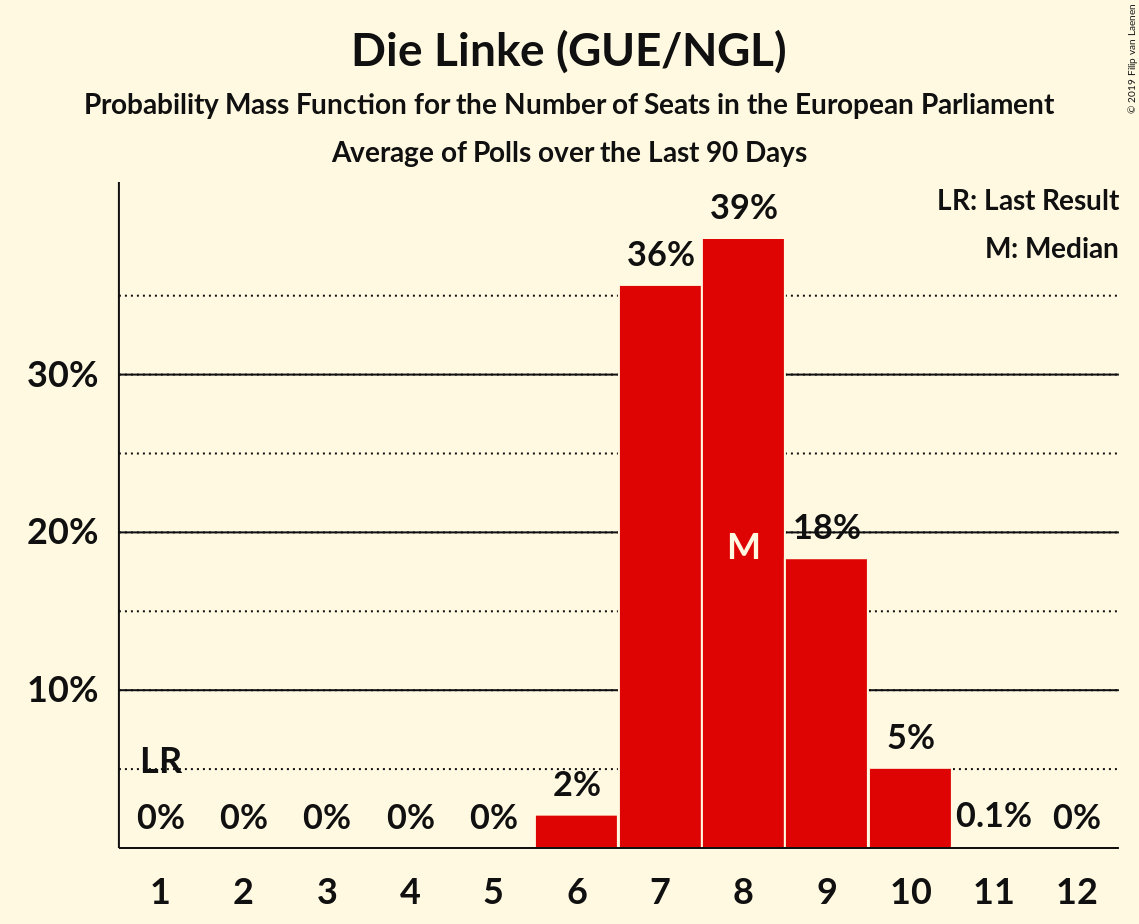 Die Linke (GUE/NGL)
Probability Mass Function for the Number of Seats in the European Parliament
Average of Polls over the Last 90 Days
© 2019 Filip van Laenen
LR: Last Result
M: Median
39%
36%
30%
20%
18%
M
10%
5%
LR
2%
0% 0% 0% 0% 0% 0.1% 0%
1 2 3 4 5 6 7 8 9 10 11 12